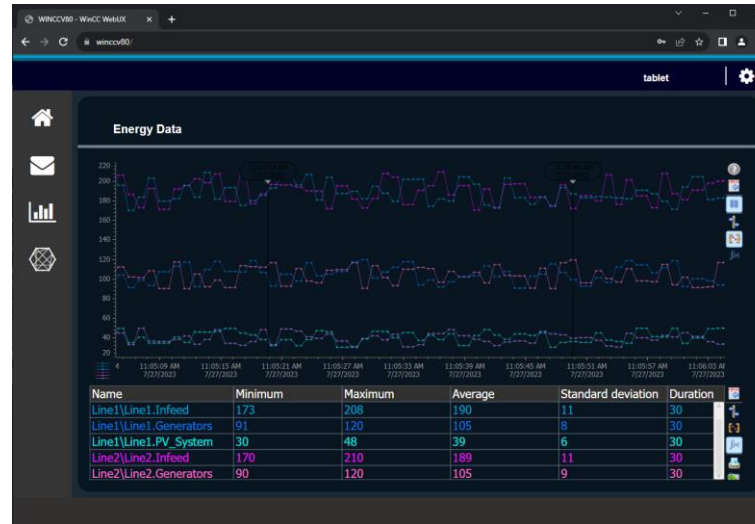 WINCCV80 - WinCC WebUX
winccv80/
tablet
Energy Data
220
200
180
160
140
120
100
80
60
40
20
4 11:05:09 AM 11:05:15 AM 11:05:21 AM 11:05:27 AM 11:05:33 AM 11:05:39 AM 11:05:45 AM 11:05:51 AM 11:05:57 AM 11:06:03 AM
7/27/2023 7/27/2023 7/27/2023 7/27/2023 7/27/2023 7/27/2023 7/27/2023 7/27/2023 7/27/2023 7/27/2023
Name Minimum Maximum Average Standard deviation Duration
Line1\Line1.Infeed 173 208 190 11 30
Line1\Line1.Generators 91 120 105 8 30
Line1\Line1.PV_System 30 48 39 6 30
Line2\Line2.Infeed 170 210 189 11 30
Line2\Line2.Generators 90 120 105 9 30